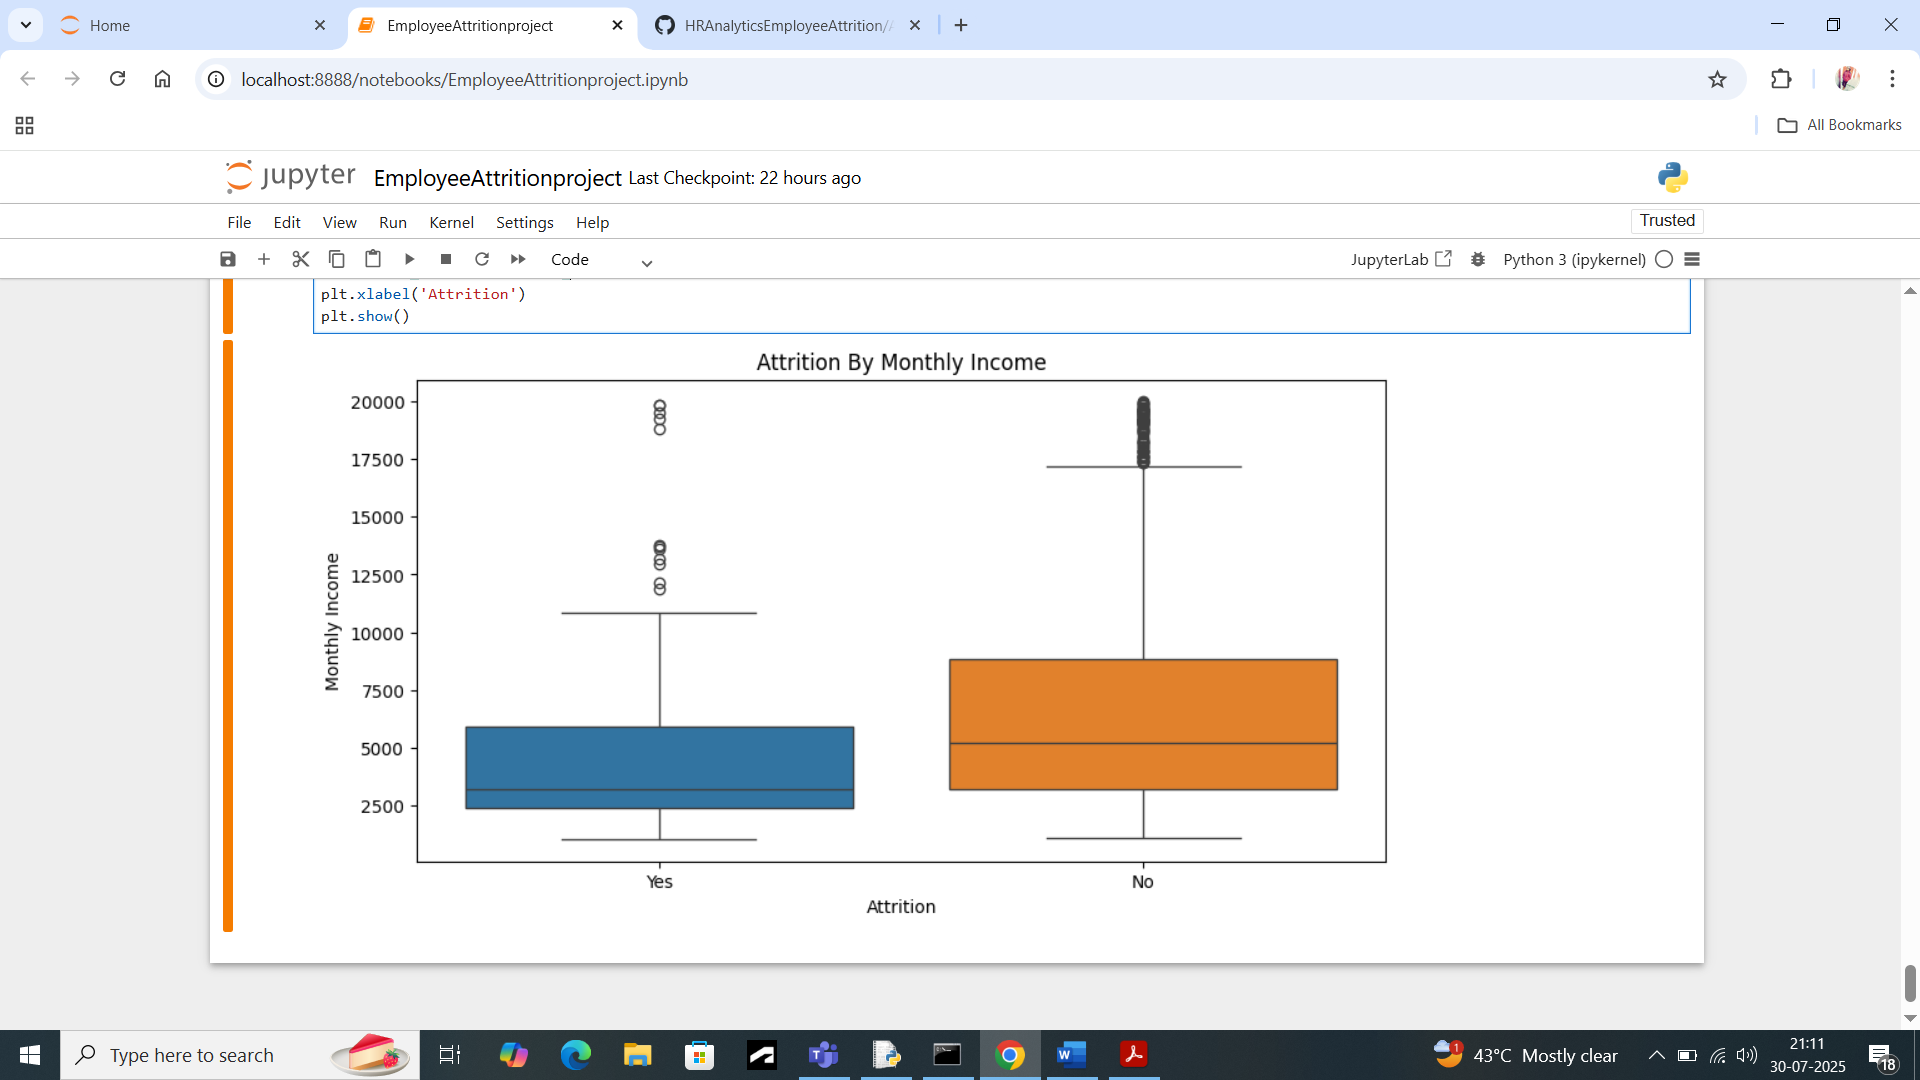 Home
EmployeeAttritionproject
HRAnalyticsEmployeeAttrition/
localhost:8888/notebooks/EmployeeAttritionproject.ipynb
All Bookmarks
jupyter EmployeeAttritionproject Last Checkpoint: 22 hours ago
File Edit View Run Kernel Settings Help
Trusted
Code
JupyterLab
Python 3 (ipykernel)
plt.xlabel('Attrition')
plt.show()
Attrition By Monthly Income
20000
17500
15000
12500
10000
7500
5000
2500
Monthly Income
Yes No
Attrition
Type here to search
1
43°C Mostly clear
21:11
30-07-2025
18